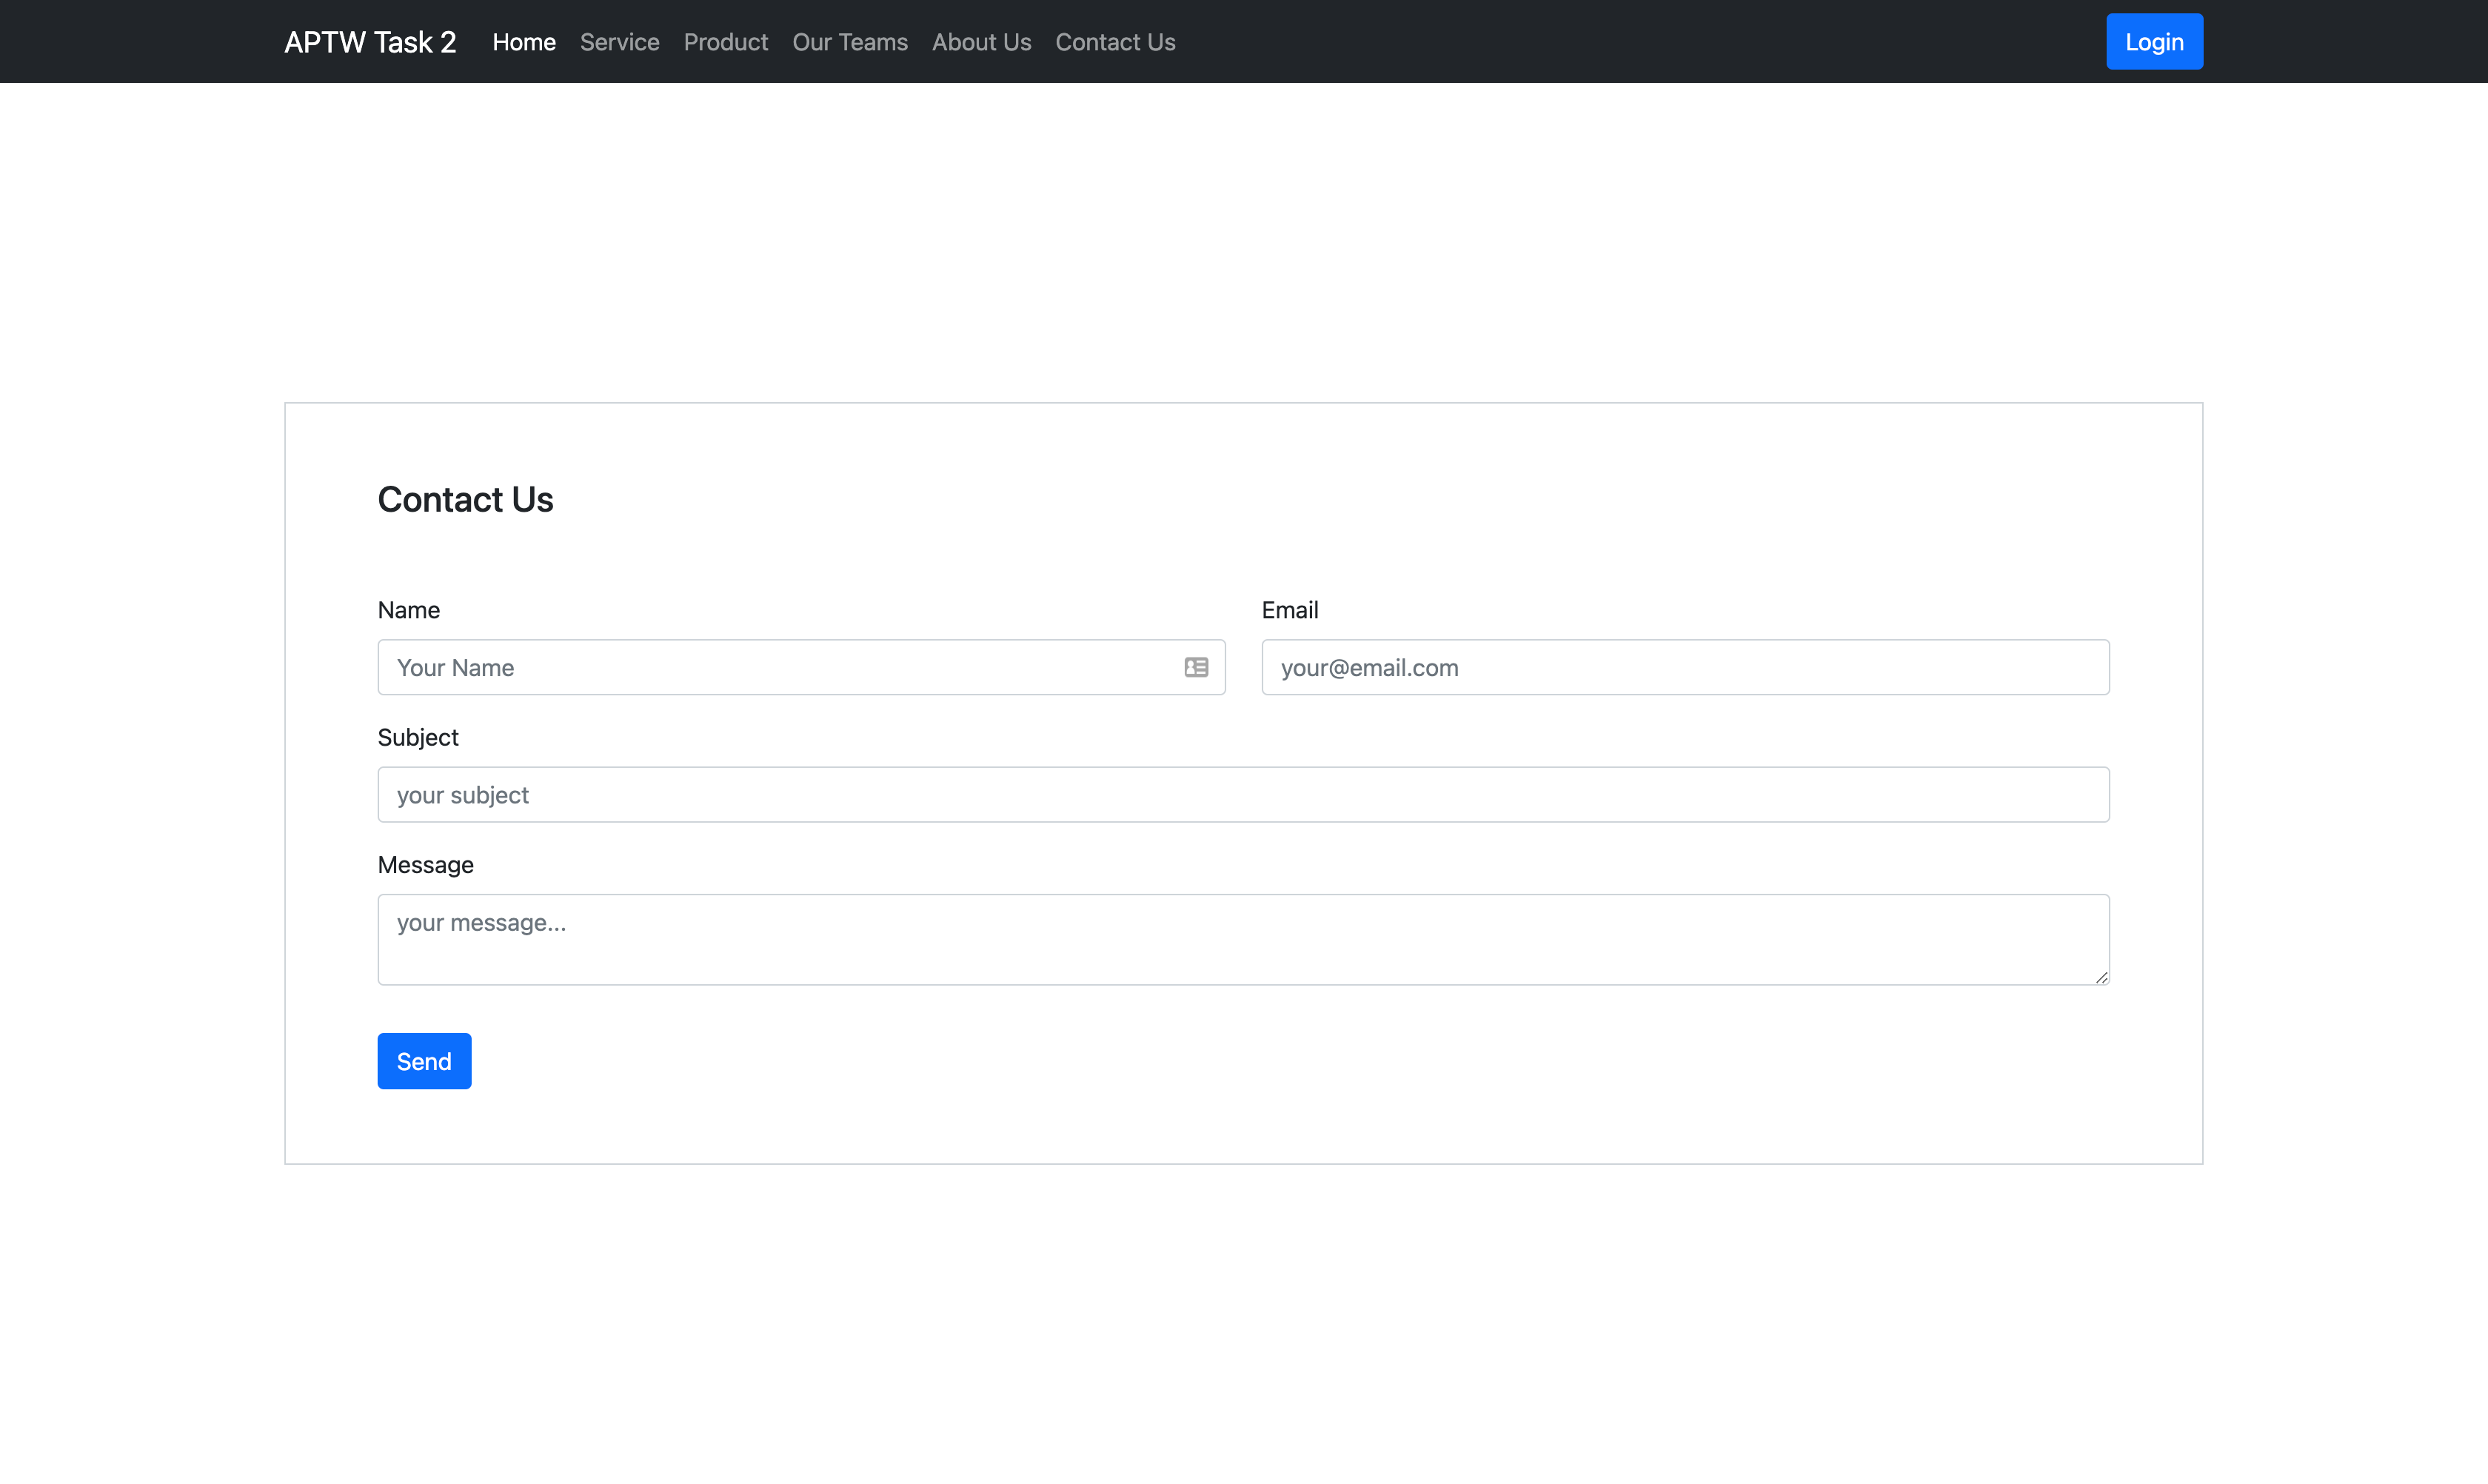 APTW Task 2 Home Service Product Our Teams About Us Contact Us Login
Contact Us
Name Email
Your Name your@email.com
Subject
your subject
Message
your message...
Send